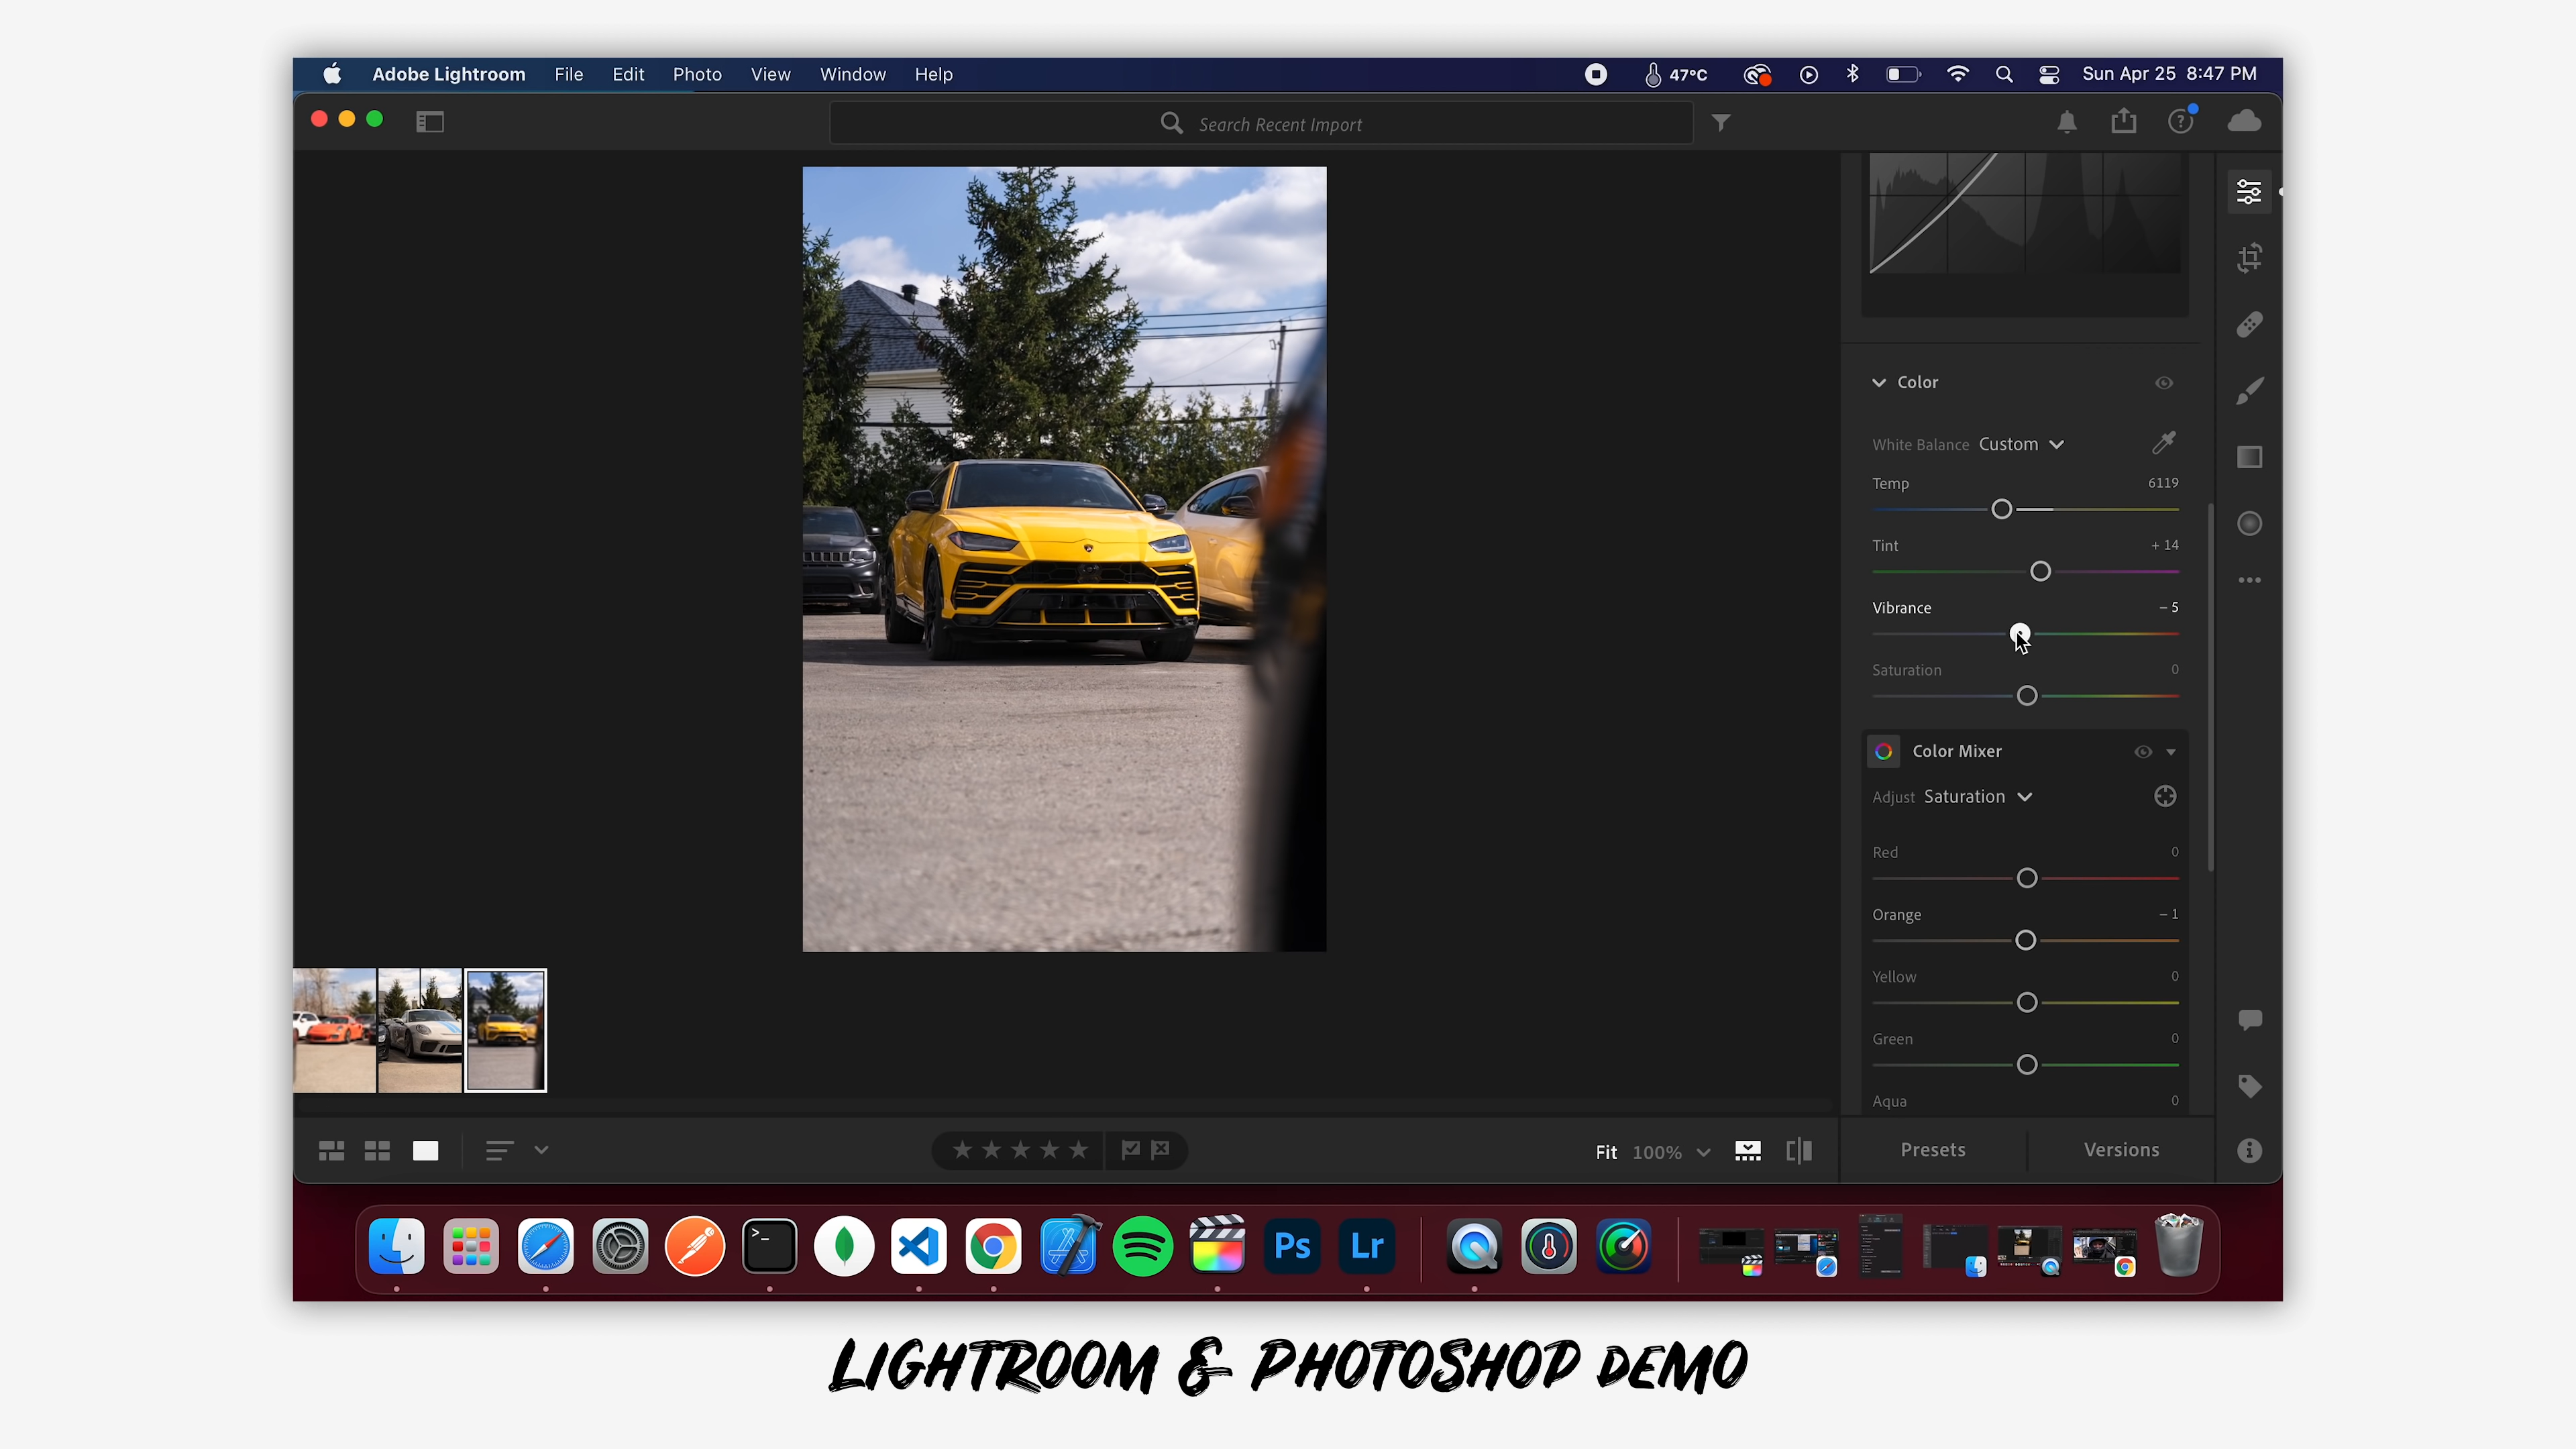 Adobe Lightroom File Edit Photo View Window Help 47°C Sun Apr 25 8:47 PM
Search Recent Import
Color
White Balance Custom
Temp 6119
Tint + 14
Vibrance – 5
Saturation 0
Color Mixer
Adjust Saturation
Red 0
Orange – 1
Yellow 0
Green 0
Aqua 0
Fit 100% Presets Versions
>_ Ps Lr
LIGHTROOM & PHOTOSHOP DEMO